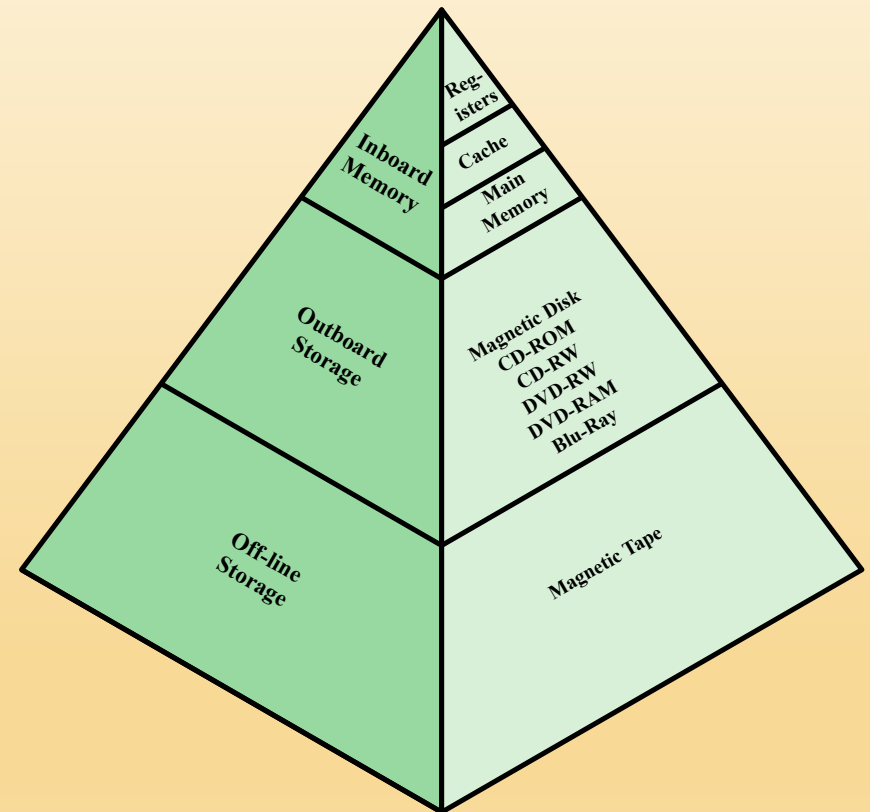 Inboard
Memory
Outboard
Storage
Off-line
Storage
Reg-
isters
Cache
Main
Memory
Magnetic Disk
CD-ROM
CD-RW
DVD-RW
DVD-RAM
Blu-Ray
Magnetic Tape